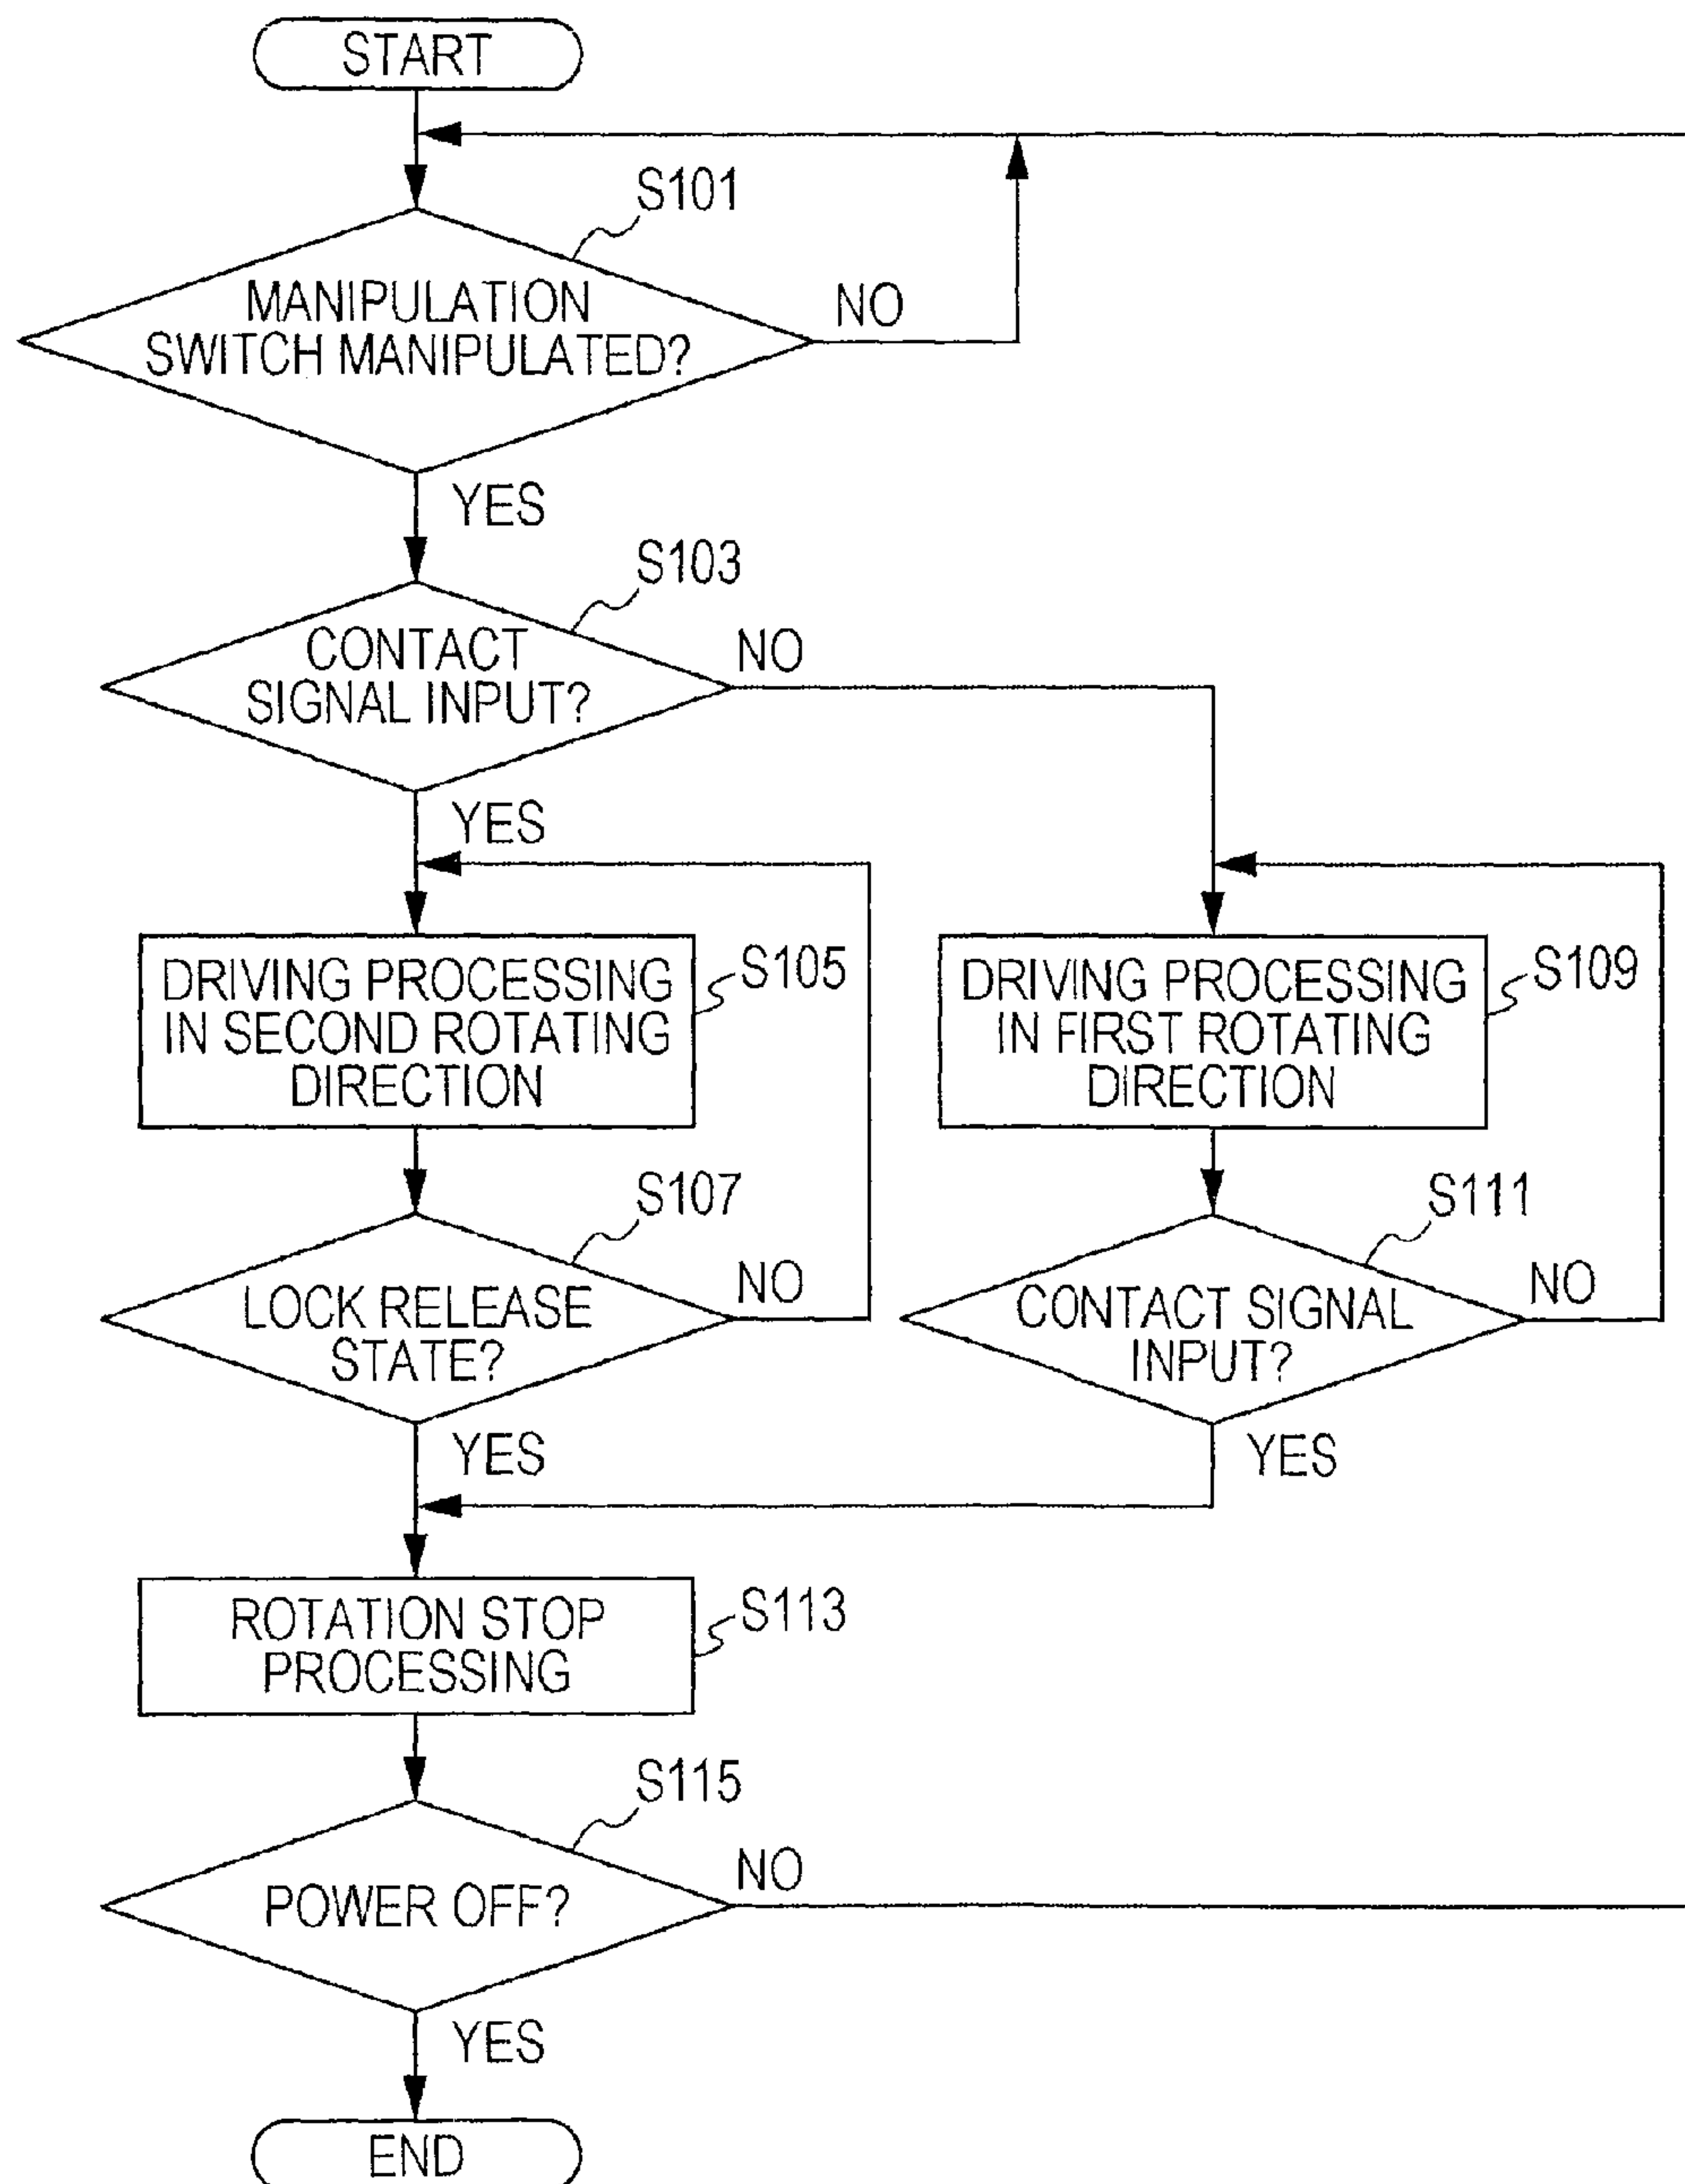 START
S101
MANIPULATION
SWITCH MANIPULATED?
NO
YES
S103
CONTACT
SIGNAL INPUT?
NO
YES
DRIVING PROCESSING
IN SECOND ROTATING
DIRECTION
S105
DRIVING PROCESSING
IN FIRST ROTATING
DIRECTION
S109
S107
LOCK RELEASE
STATE?
NO
YES
S111
CONTACT SIGNAL
INPUT?
NO
YES
ROTATION STOP
PROCESSING
S113
S115
POWER OFF?
NO
YES
END